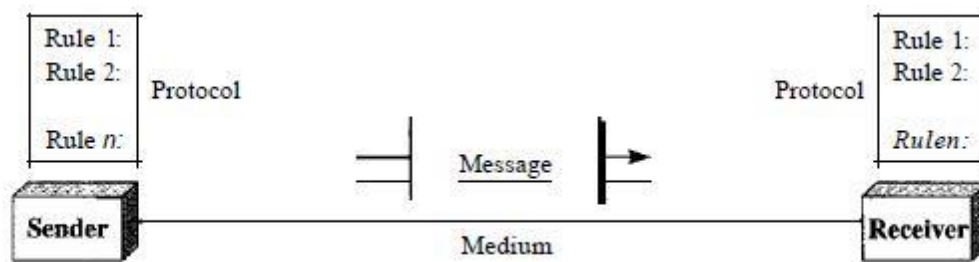 Rule 1:
Rule 2:
Protocol
Rule n:
Rule 1:
Rule 2:
Protocol
Rulen:
Message
Sender
Receiver
Medium